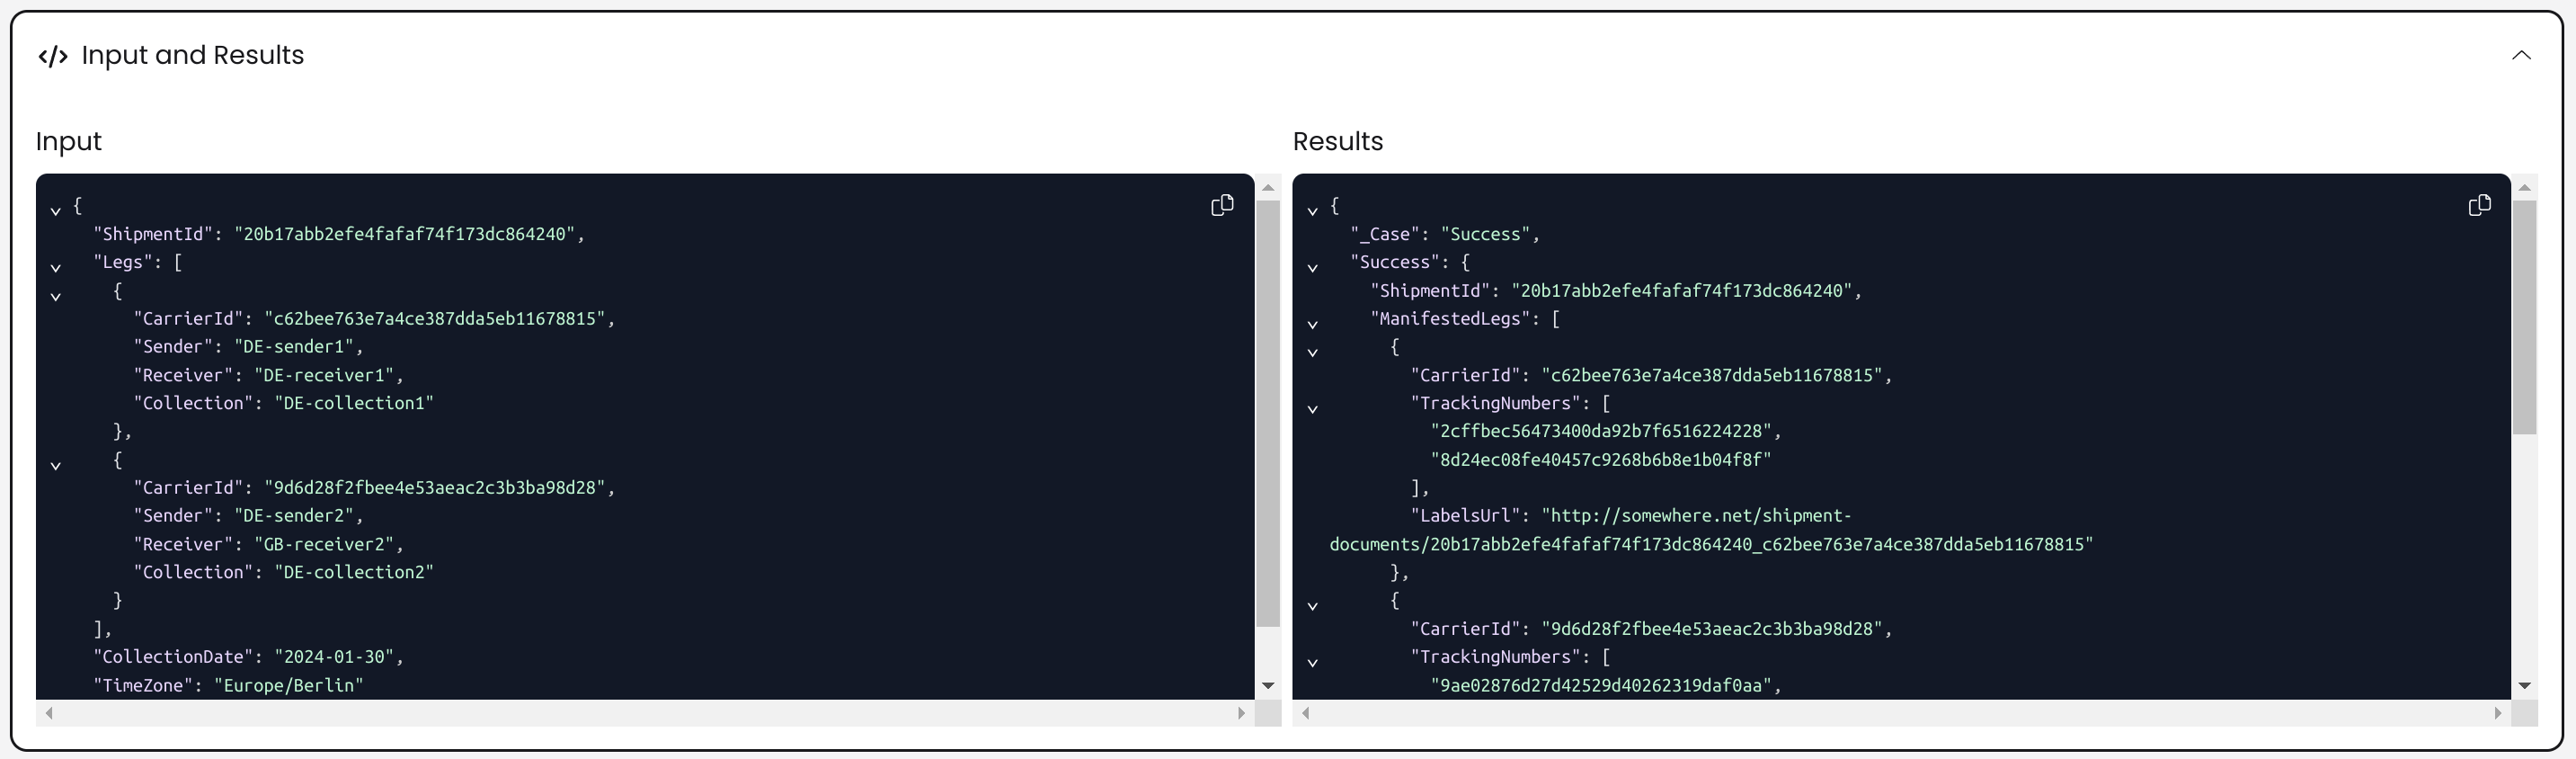 </> Input and Results
Input
{
"ShipmentId": "20b17abb2efe4fafaf74f173dc864240",
"Legs": [
{
"CarrierId": "c62bee763e7a4ce387dda5eb11678815",
"Sender": "DE-sender1",
"Receiver": "DE-receiver1",
"Collection": "DE-collection1"
},
{
"CarrierId": "9d6d28f2fbee4e53aeac2c3b3ba98d28",
"Sender": "DE-sender2",
"Receiver": "GB-receiver2",
"Collection": "DE-collection2"
}
],
"CollectionDate": "2024-01-30",
"TimeZone": "Europe/Berlin"
Results
{
"_Case": "Success",
"Success": {
"ShipmentId": "20b17abb2efe4fafaf74f173dc864240",
"ManifestedLegs": [
{
"CarrierId": "c62bee763e7a4ce387dda5eb11678815",
"TrackingNumbers": [
"2cffbec56473400da92b7f6516224228",
"8d24ec08fe40457c9268b6b8e1b04f8f"
],
"LabelsUrl": "http://somewhere.net/shipment-
documents/20b17abb2efe4fafaf74f173dc864240_c62bee763e7a4ce387dda5eb11678815"
},
{
"CarrierId": "9d6d28f2fbee4e53aeac2c3b3ba98d28",
"TrackingNumbers": [
"9ae02876d27d42529d40262319daf0aa",